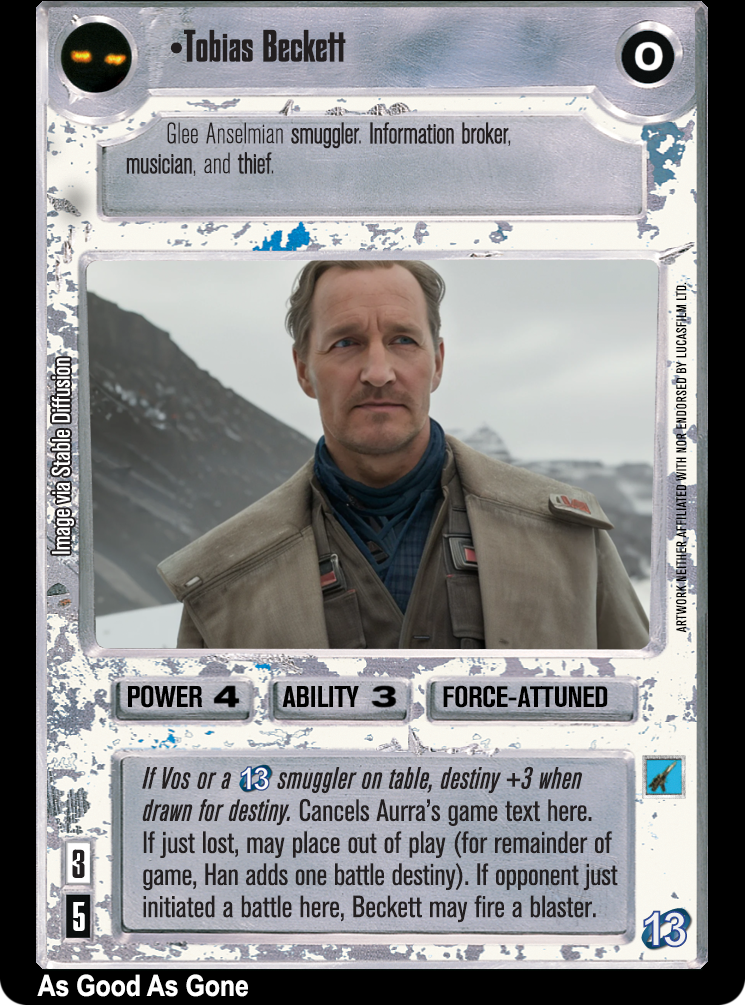 •Tobias Beckett
0
Glee Anselmian smuggler. Information broker,
musician, and thief.
Image via Stable Diffusion
ARTWORK NEITHER AFFILIATED WITH NOR ENDORSED BY LUCASFILM LTD.
POWER 4
ABILITY 3
FORCE-ATTUNED
If Vos or a 13 smuggler on table, destiny +3 when
drawn for destiny. Cancels Aurra's game text here.
If just lost, may place out of play (for remainder of
game, Han adds one battle destiny). If opponent just
initiated a battle here, Beckett may fire a blaster.
3
5
13
As Good As Gone